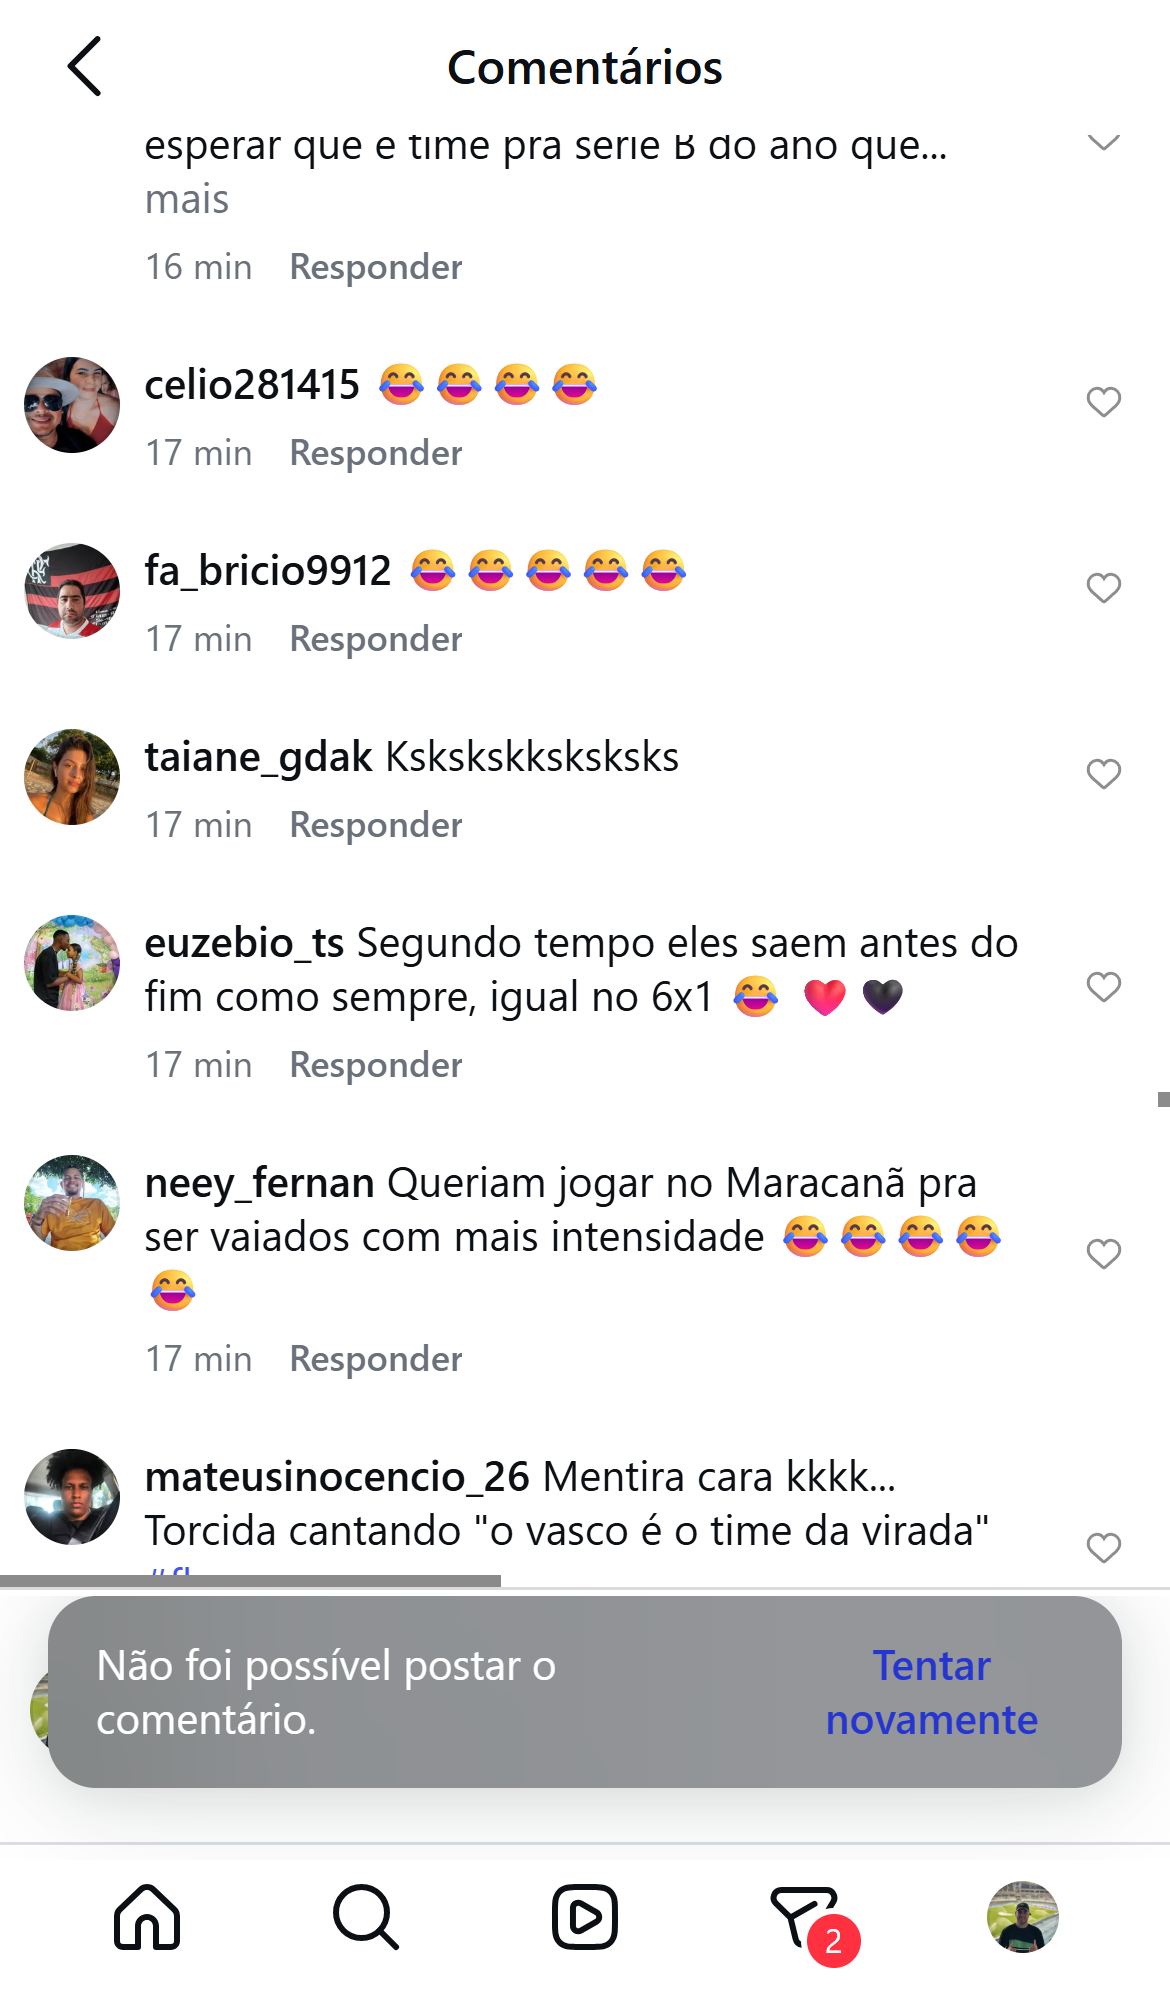 Comentários
esperar que e time pra serie B do ano que...
mais
16 min Responder
celio281415 😂😂😂😂
17 min Responder
fa_bricio9912 😂😂😂😂😂
17 min Responder
taiane_gdak Kskskskksksksks
17 min Responder
euzebio_ts Segundo tempo eles saem antes do
fim como sempre, igual no 6x1 😂 ❤️🖤
17 min Responder
neey_fernan Queriam jogar no Maracanã pra
ser vaiados com mais intensidade 😂😂😂😂
😂
17 min Responder
mateusinocencio_26 Mentira cara kkkk...
Torcida cantando "o vasco é o time da virada"
Não foi possível postar o
comentário.
Tentar
novamente
2